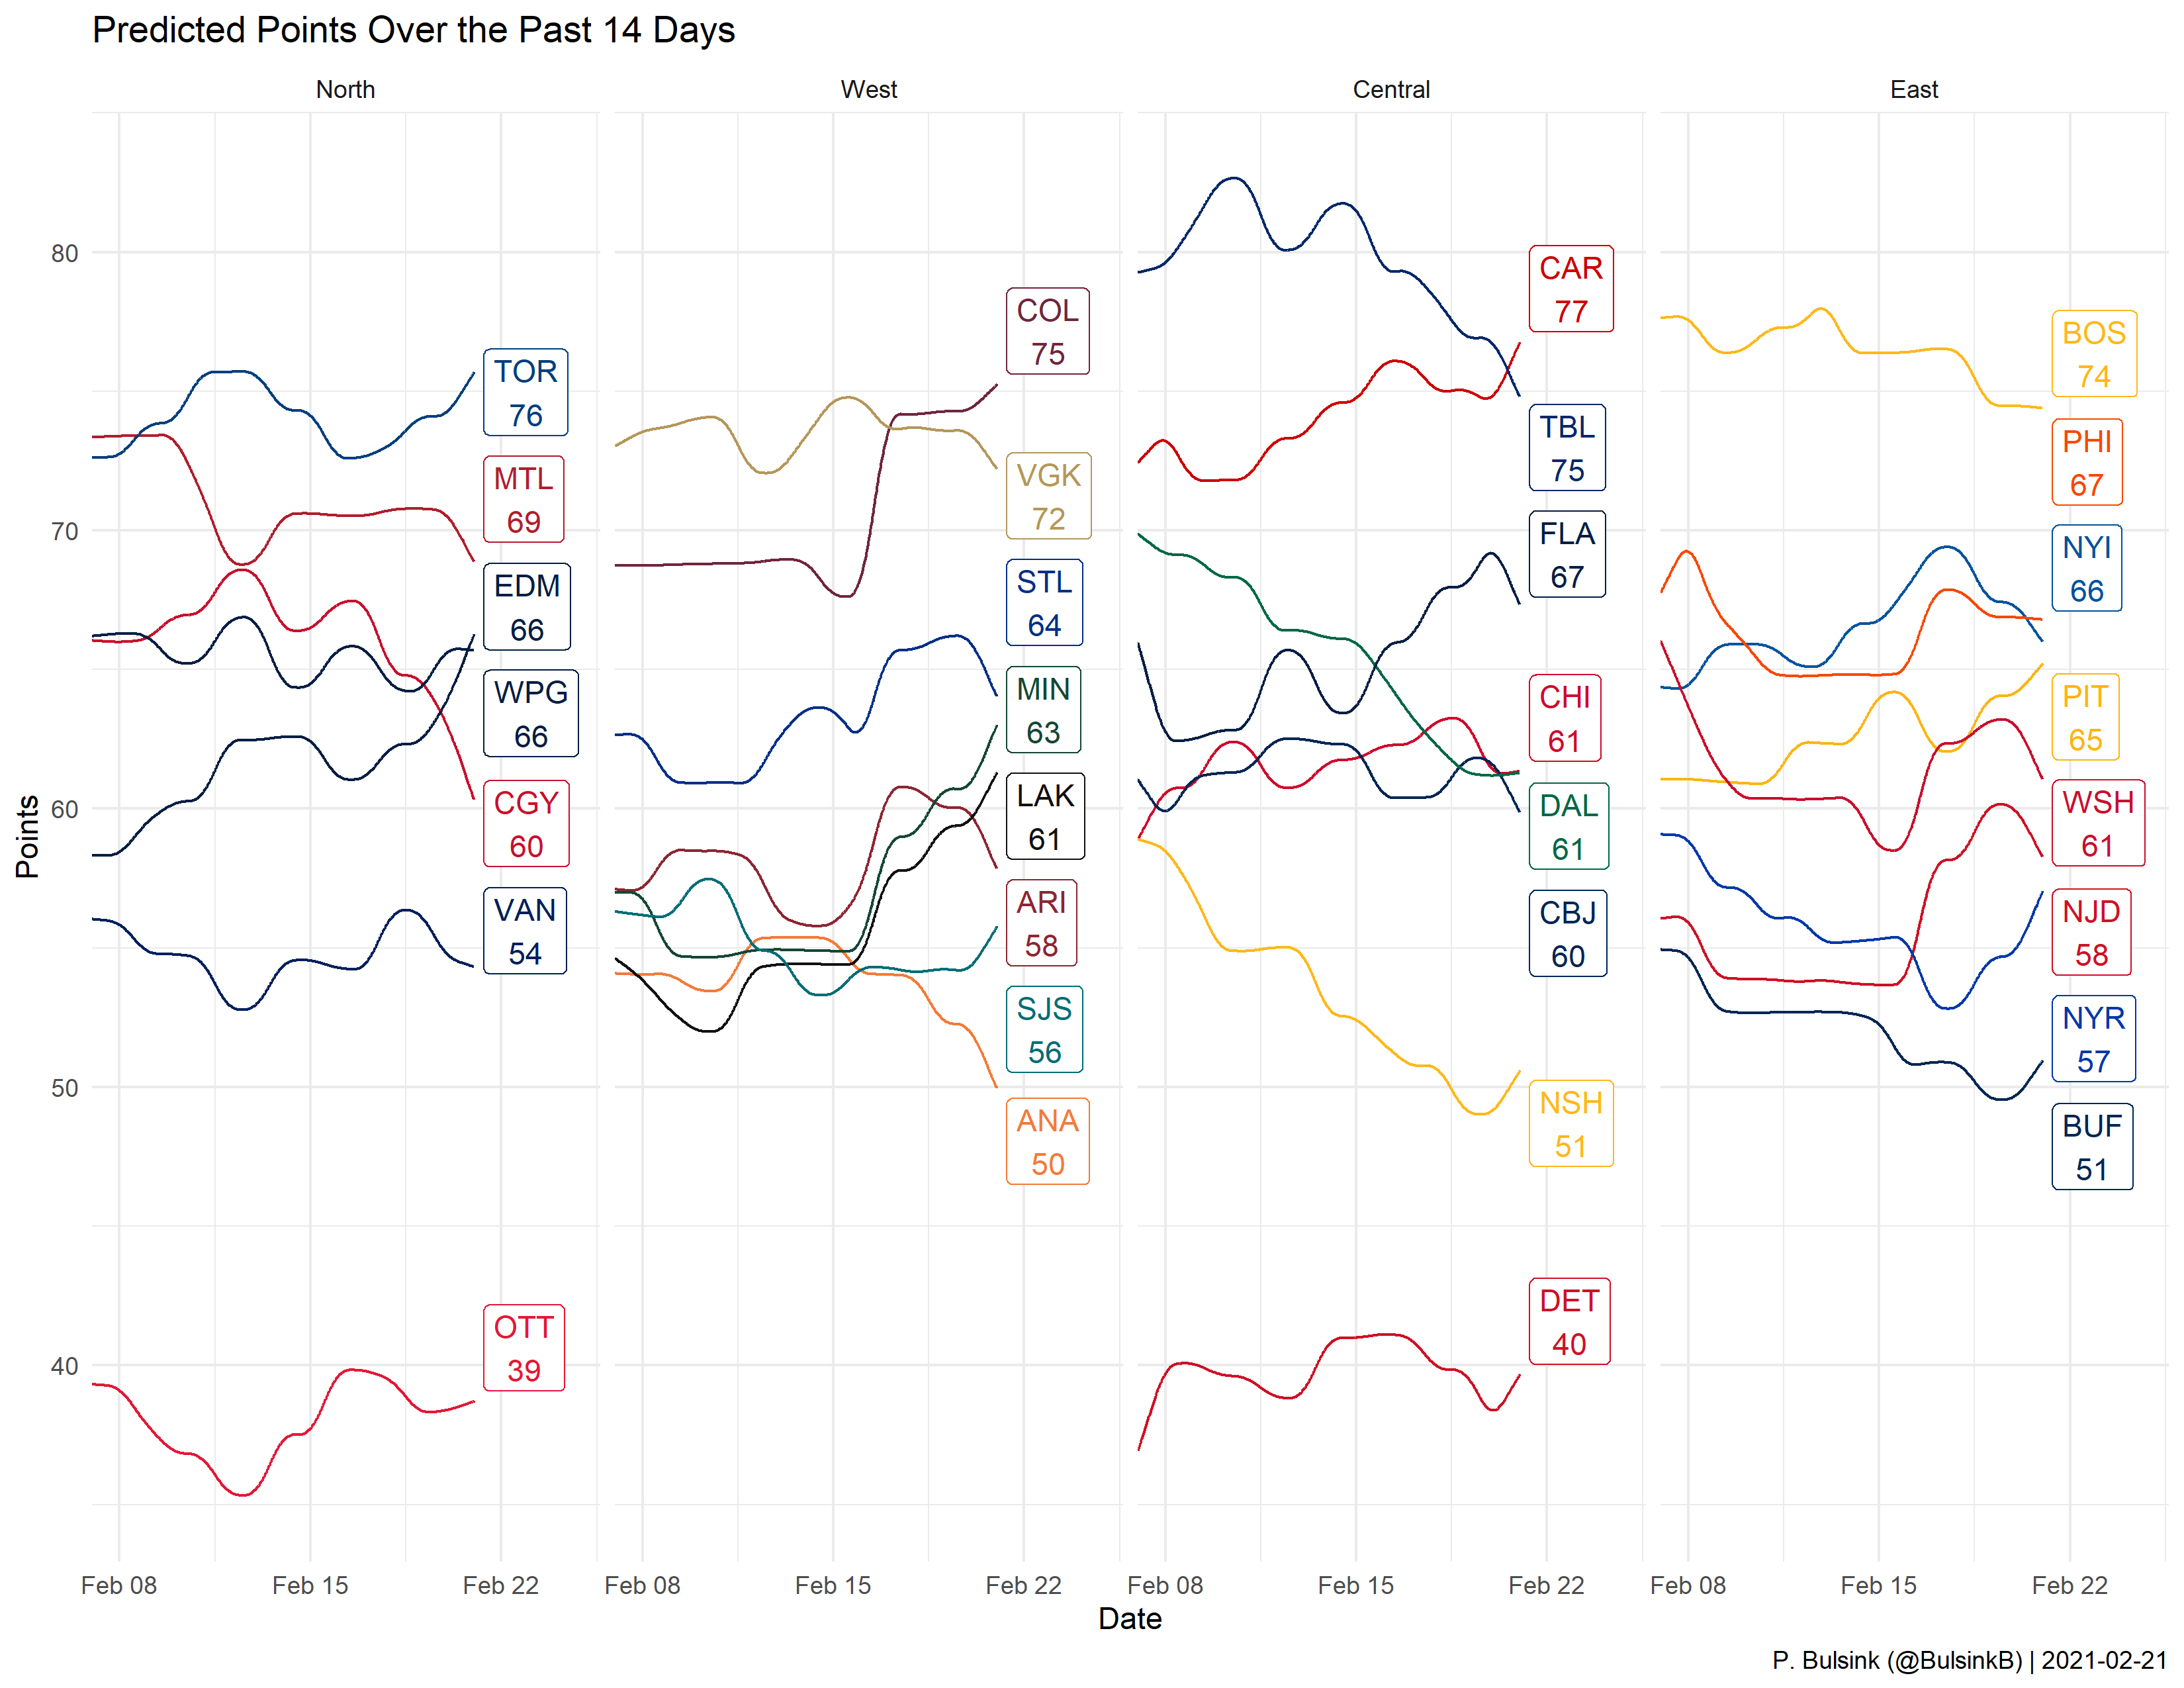 Predicted Points Over the Past 14 Days
North
West
Central
East
80
70
60
50
40
Points
TOR
76
MTL
69
EDM
66
WPG
66
CGY
60
VAN
54
OTT
39
COL
75
VGK
72
STL
64
MIN
63
LAK
61
ARI
58
SJS
56
ANA
50
CAR
77
TBL
75
FLA
67
CHI
61
DAL
61
CBJ
60
NSH
51
DET
40
BOS
74
PHI
67
NYI
66
PIT
65
WSH
61
NJD
58
NYR
57
BUF
51
Feb 08 Feb 15 Feb 22
Feb 08 Feb 15 Feb 22
Feb 08 Feb 15 Feb 22
Feb 08 Feb 15 Feb 22
Date
P. Bulsink (@BulsinkB) | 2021-02-21